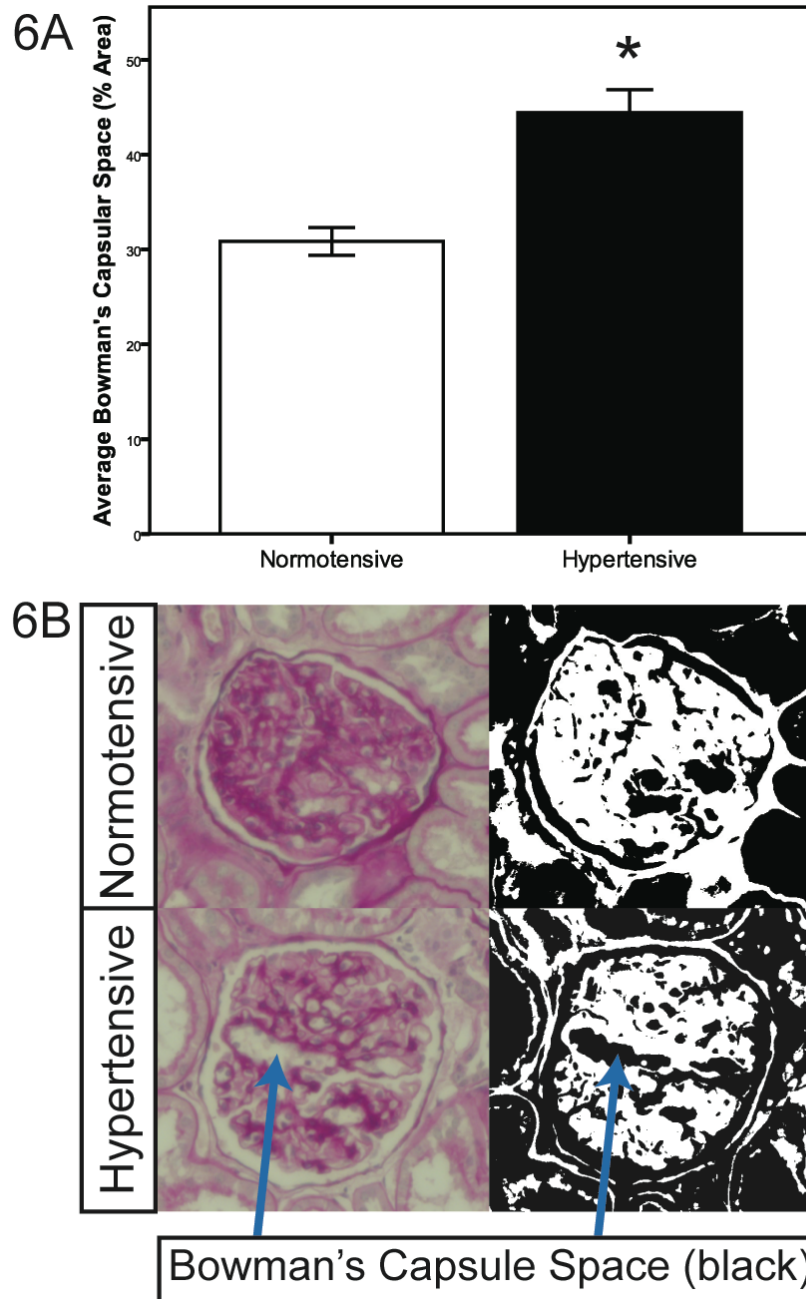 6A
Average Bowman's Capsular Space (% Area)
50
40
30
20
10
0
*
Normotensive
Hypertensive
6B
Normotensive
Hypertensive
Bowman's Capsule Space (black)